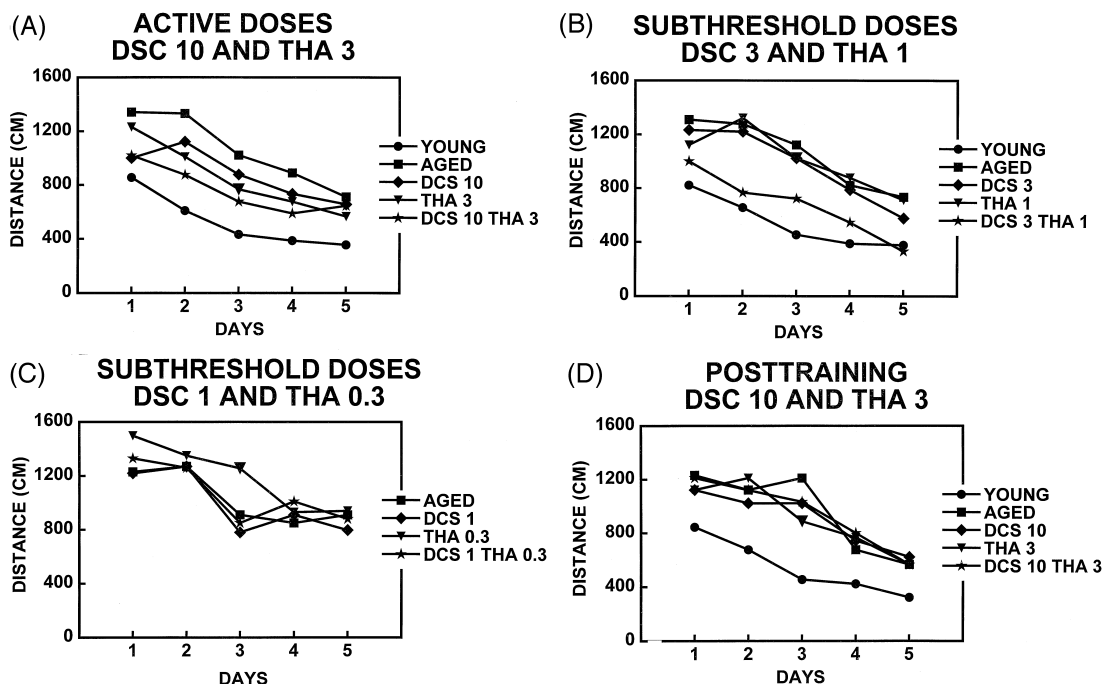 (A)
ACTIVE DOSES
DSC 10 AND THA 3
DISTANCE (CM)
1600
1200
800
400
0
1 2 3 4 5
DAYS
YOUNG
AGED
DCS 10
THA 3
DCS 10 THA 3
(B)
SUBTHRESHOLD DOSES
DSC 3 AND THA 1
DISTANCE (CM)
1600
1200
800
400
0
1 2 3 4 5
DAYS
YOUNG
AGED
DCS 3
THA 1
DCS 3 THA 1
(C)
SUBTHRESHOLD DOSES
DSC 1 AND THA 0.3
DISTANCE (CM)
1600
1200
800
400
0
1 2 3 4 5
DAYS
AGED
DCS 1
THA 0.3
DCS 1 THA 0.3
(D)
POSTTRAINING
DSC 10 AND THA 3
DISTANCE (CM)
1600
1200
800
400
0
1 2 3 4 5
DAYS
YOUNG
AGED
DCS 10
THA 3
DCS 10 THA 3